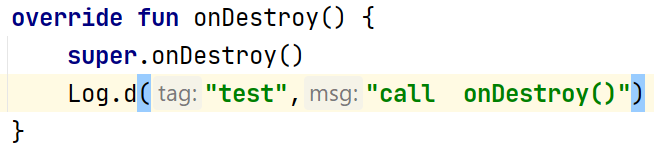 override fun onDestroy() {
    super.onDestroy()
    Log.d( tag: "test", msg: "call  onDestroy()")
}